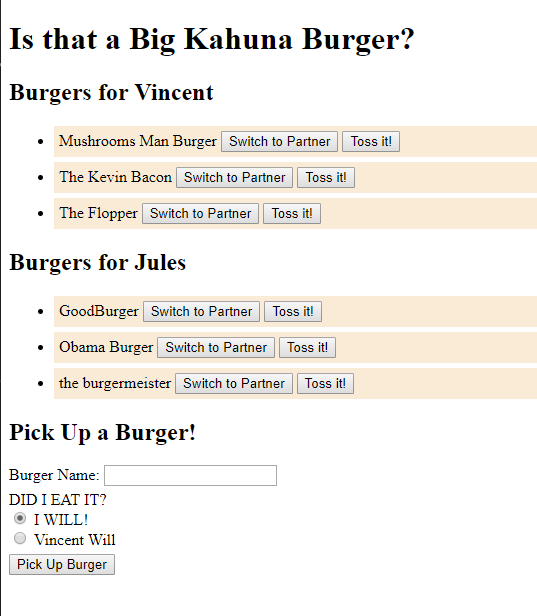 Is that a Big Kahuna Burger?
Burgers for Vincent
Mushrooms Man Burger Switch to Partner Toss it!
The Kevin Bacon Switch to Partner Toss it!
The Flopper Switch to Partner Toss it!
Burgers for Jules
GoodBurger Switch to Partner Toss it!
Obama Burger Switch to Partner Toss it!
the burgermeister Switch to Partner Toss it!
Pick Up a Burger!
Burger Name:
DID I EAT IT?
I WILL!
Vincent Will
Pick Up Burger